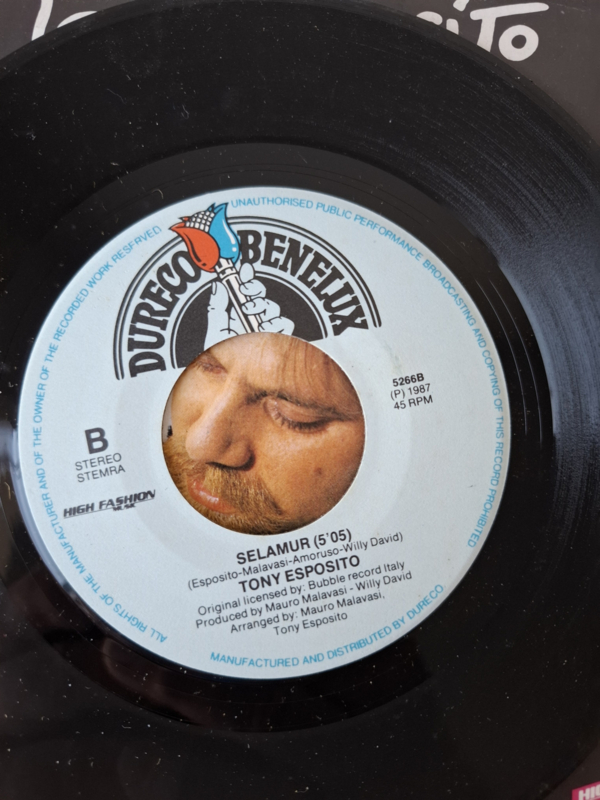 DURECO BENELUX
UNAUTHORISED PUBLIC PERFORMANCE BROADCASTING AND COPYING OF THIS RECORD PROHIBITED
ALL RIGHTS OF THE MANUFACTURER AND OF THE OWNER OF THE RECORDED WORK RESERVED
5266B
(P) 1987
45 RPM
B
STEREO
STEMRA
HIGH FASHION
MUSIC
SELAMUR (5'05)
(Esposito-Malavasi-Amoruso-Willy David)
TONY ESPOSITO
Original licensed by: Bubble record Italy
Produced by Mauro Malavasi - Willy David
Arranged by: Mauro Malavasi,
Tony Esposito
MANUFACTURED AND DISTRIBUTED BY DURECO